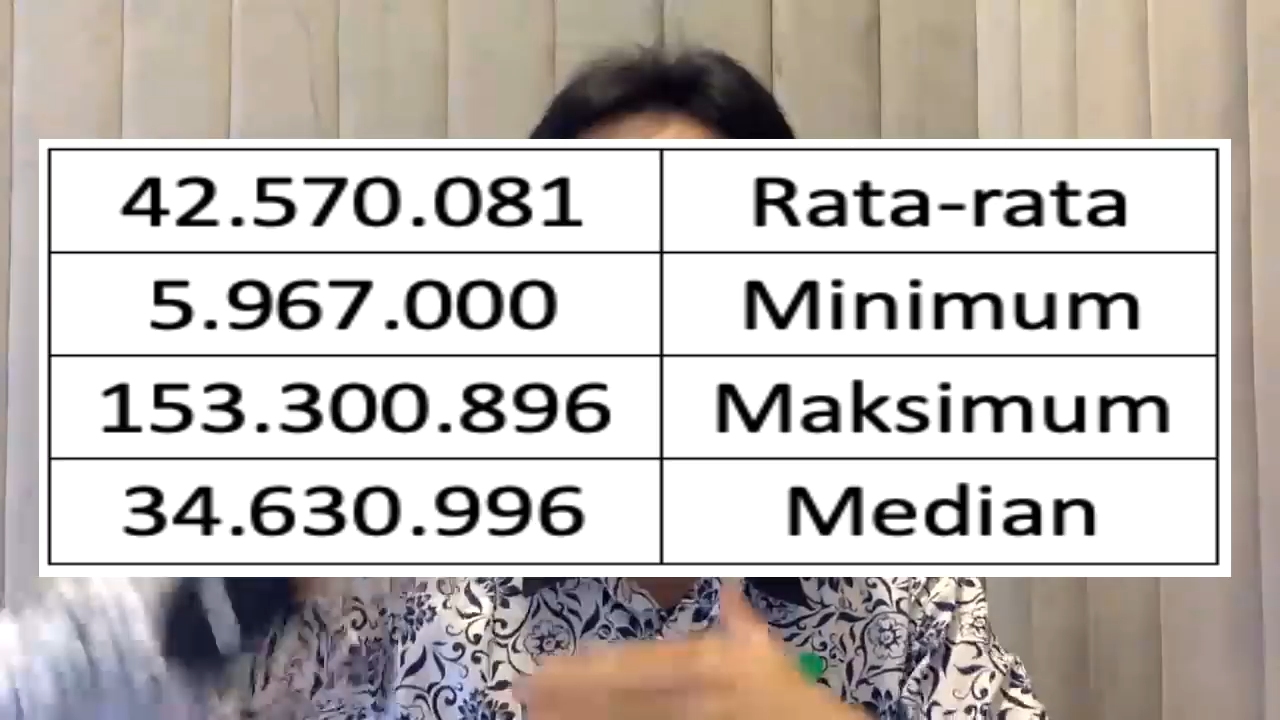 42.570.081 Rata-rata
5.967.000 Minimum
153.300.896 Maksimum
34.630.996 Median